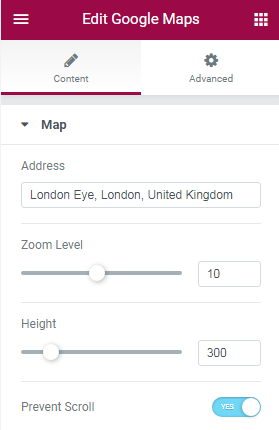 Edit Google Maps
Content Advanced
Map
Address
London Eye, London, United Kingdom
Zoom Level
10
Height
300
Prevent Scroll YES